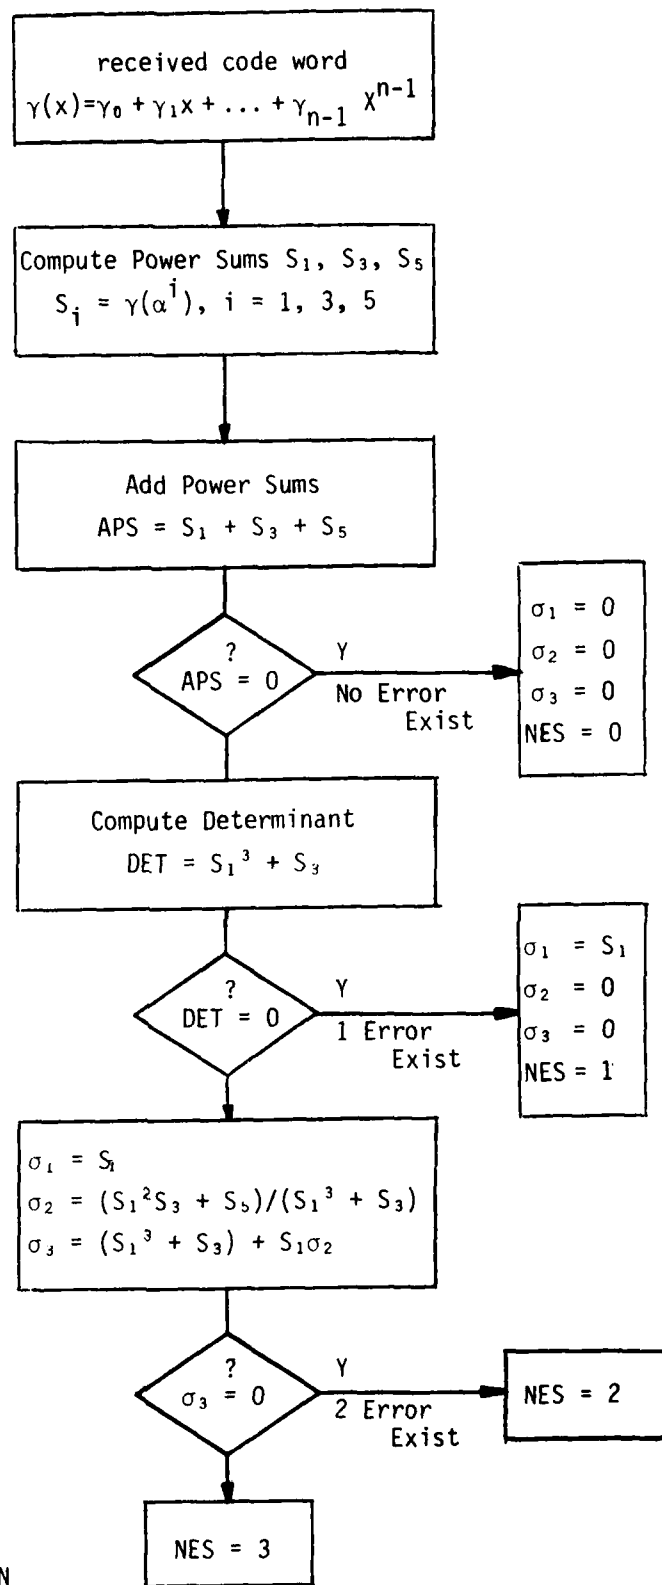 received code word
γ(x)=γ₀ + γ₁x + ... + γₙ₋₁ Xⁿ⁻¹
Compute Power Sums S₁, S₃, S₅
Sᵢ = γ(αⁱ), i = 1, 3, 5
Add Power Sums
APS = S₁ + S₃ + S₅
?
APS = 0
Y
No Error
Exist
σ₁ = 0
σ₂ = 0
σ₃ = 0
NES = 0
Compute Determinant
DET = S₁³ + S₃
?
DET = 0
Y
1 Error
Exist
σ₁ = S₁
σ₂ = 0
σ₃ = 0
NES = 1
σ₁ = S₁
σ₂ = (S₁²S₃ + S₅)/(S₁³ + S₃)
σ₃ = (S₁³ + S₃) + S₁σ₂
?
σ₃ = 0
Y
2 Error
Exist
NES = 2
NES = 3
N